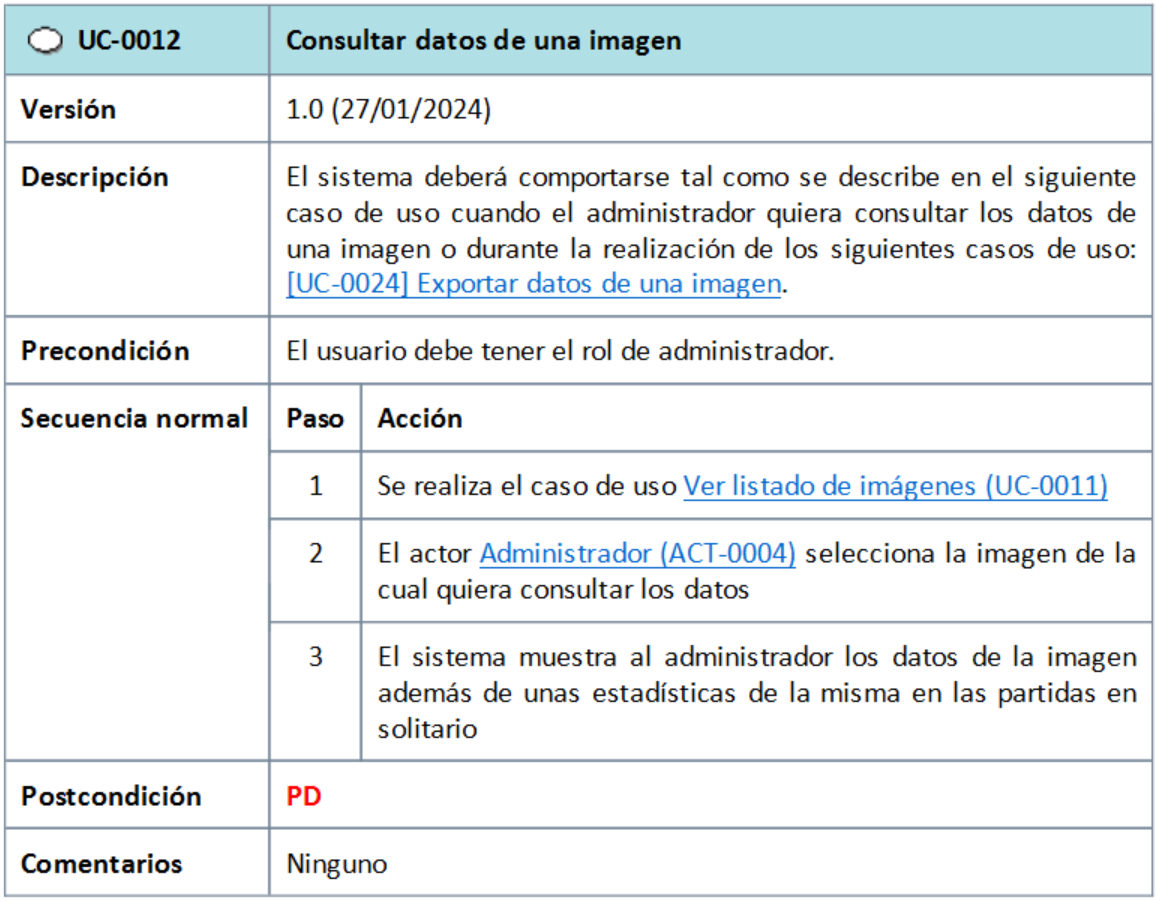 UC-0012 Consultar datos de una imagen
Versión 1.0 (27/01/2024)
Descripción El sistema deberá comportarse tal como se describe en el siguiente
caso de uso cuando el administrador quiera consultar los datos de
una imagen o durante la realización de los siguientes casos de uso:
[UC-0024] Exportar datos de una imagen.
Precondición El usuario debe tener el rol de administrador.
Secuencia normal Paso Acción
1 Se realiza el caso de uso Ver listado de imágenes (UC-0011)
2 El actor Administrador (ACT-0004) selecciona la imagen de la
cual quiera consultar los datos
3 El sistema muestra al administrador los datos de la imagen
además de unas estadísticas de la misma en las partidas en
solitario
Postcondición PD
Comentarios Ninguno